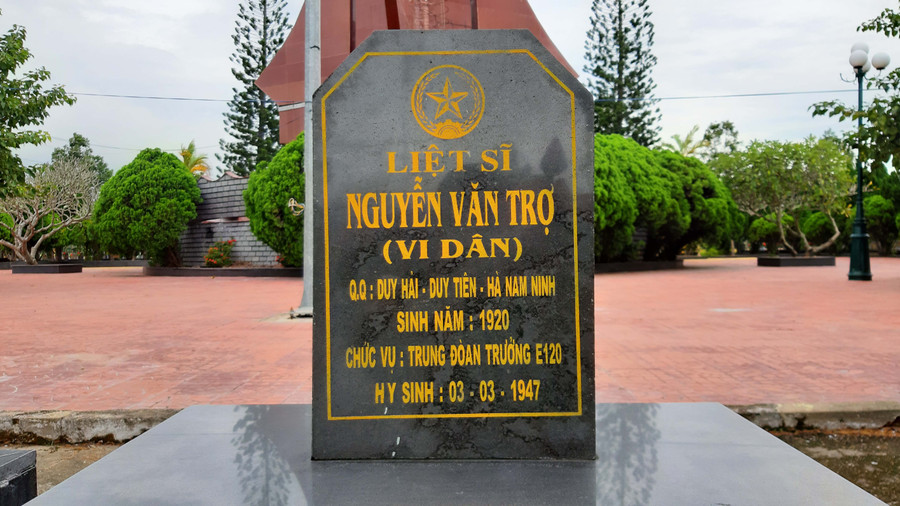 LIỆT SĨ
NGUYỄN VĂN TRỢ
(VI DÂN)
Q.Q : DUY HẢI - DUY TIÊN - HÀ NAM NINH
SINH NĂM : 1920
CHỨC VỤ : TRUNG ĐOÀN TRƯỞNG E120
HY SINH : 03 - 03 - 1947